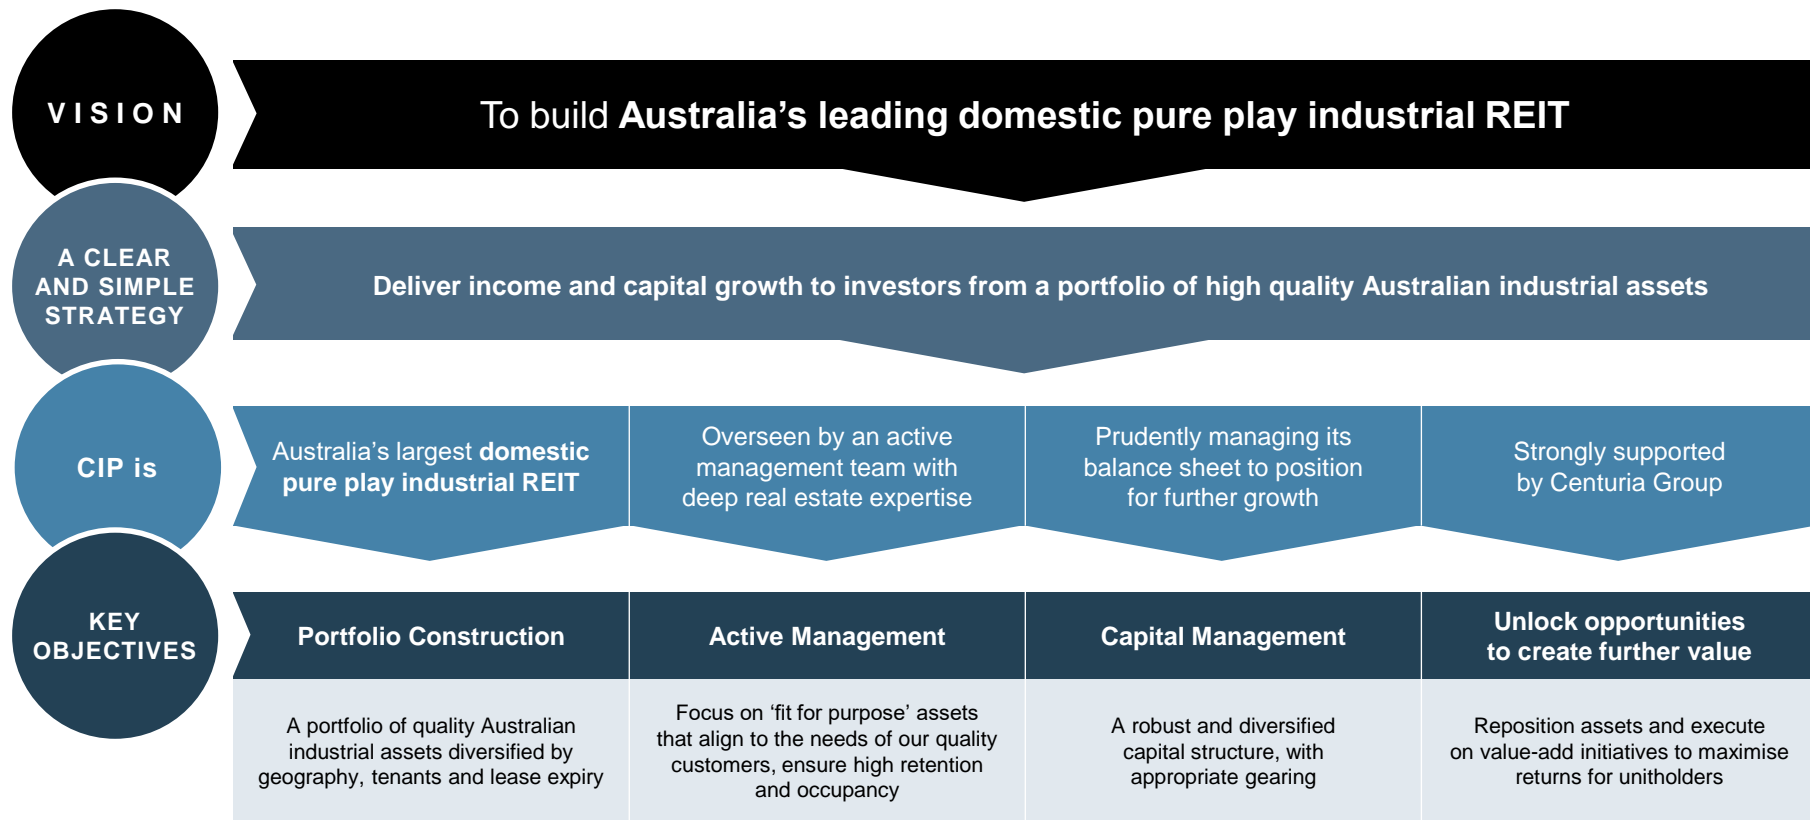 VISION
To build Australia’s leading domestic pure play industrial REIT
A CLEAR
AND SIMPLE
STRATEGY
Deliver income and capital growth to investors from a portfolio of high quality Australian industrial assets
CIP is
Australia’s largest domestic
pure play industrial REIT
Overseen by an active
management team with
deep real estate expertise
Prudently managing its
balance sheet to position
for further growth
Strongly supported
by Centuria Group
KEY
OBJECTIVES
Portfolio Construction
Active Management
Capital Management
Unlock opportunities
to create further value
A portfolio of quality Australian
industrial assets diversified by
geography, tenants and lease expiry
Focus on ‘fit for purpose’ assets
that align to the needs of our quality
customers, ensure high retention
and occupancy
A robust and diversified
capital structure, with
appropriate gearing
Reposition assets and execute
on value-add initiatives to maximise
returns for unitholders